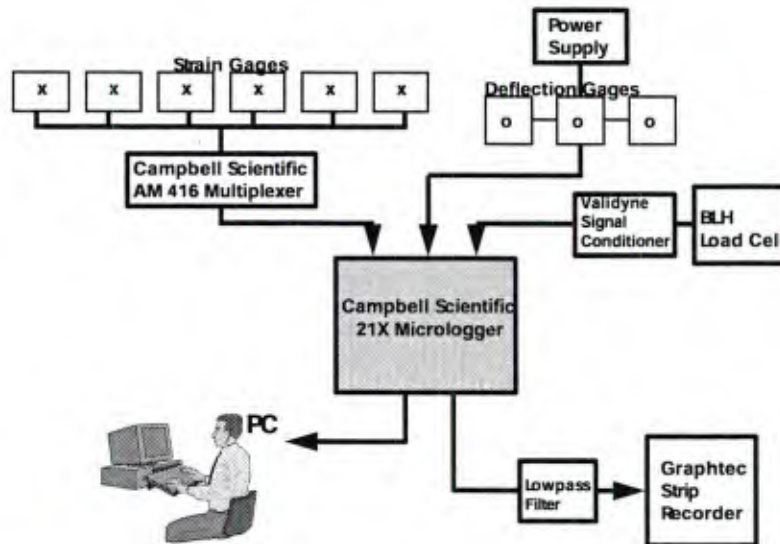 Power
Supply
Strain Gages
x x x x x x
Deflection Gages
o o o
Campbell Scientific
AM 416 Multiplexer
Validyne
Signal
Conditioner
BLH
Load Cell
Campbell Scientific
21X Micrologger
PC
Lowpass
Filter
Graphtec
Strip
Recorder